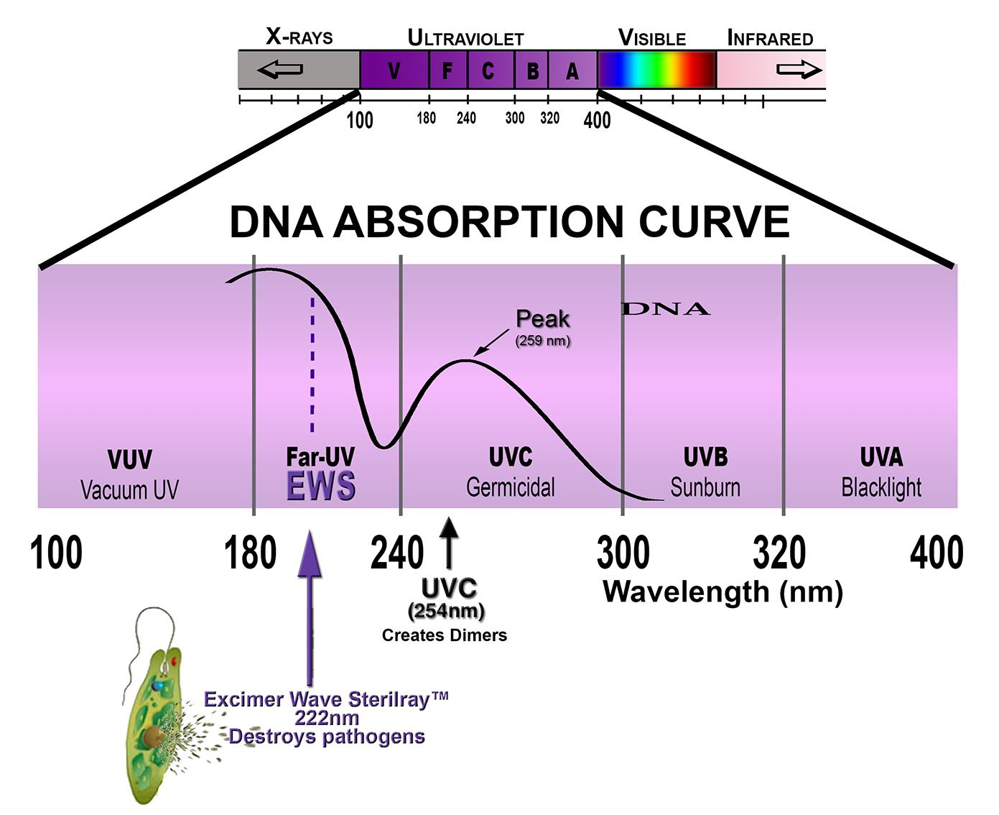 X-RAYS ULTRAVIOLET VISIBLE INFRARED
V F C B A
100 180 240 300 320 400
DNA ABSORPTION CURVE
DNA
Peak
(259 nm)
VUV
Vacuum UV
Far-UV
EWS
UVC
Germicidal
UVB
Sunburn
UVA
Blacklight
100 180 240 300 320 400
Wavelength (nm)
UVC
(254nm)
Creates Dimers
Excimer Wave Sterilray™
222nm
Destroys pathogens